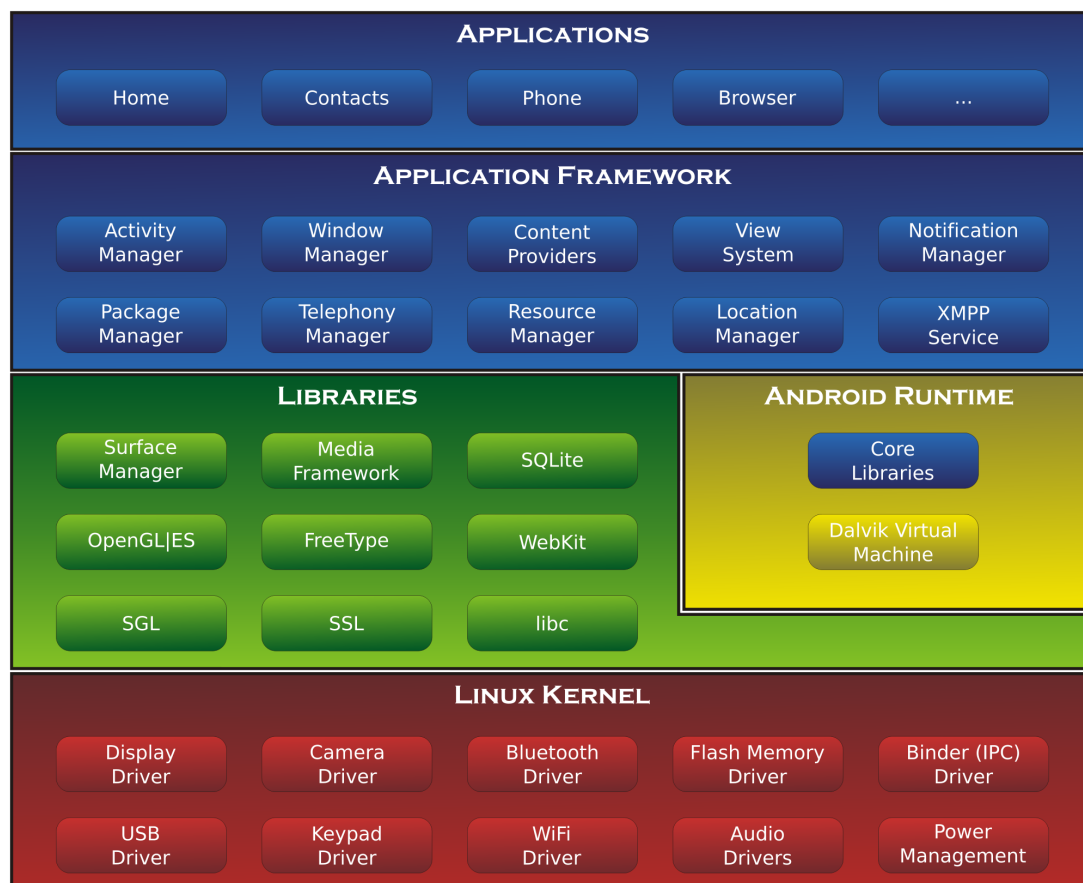 APPLICATIONS
Home
Contacts
Phone
Browser
...
APPLICATION FRAMEWORK
Activity
Manager
Window
Manager
Content
Providers
View
System
Notification
Manager
Package
Manager
Telephony
Manager
Resource
Manager
Location
Manager
XMPP
Service
LIBRARIES
Surface
Manager
Media
Framework
SQLite
OpenGL|ES
FreeType
WebKit
SGL
SSL
libc
ANDROID RUNTIME
Core
Libraries
Dalvik Virtual
Machine
LINUX KERNEL
Display
Driver
Camera
Driver
Bluetooth
Driver
Flash Memory
Driver
Binder (IPC)
Driver
USB
Driver
Keypad
Driver
WiFi
Driver
Audio
Drivers
Power
Management